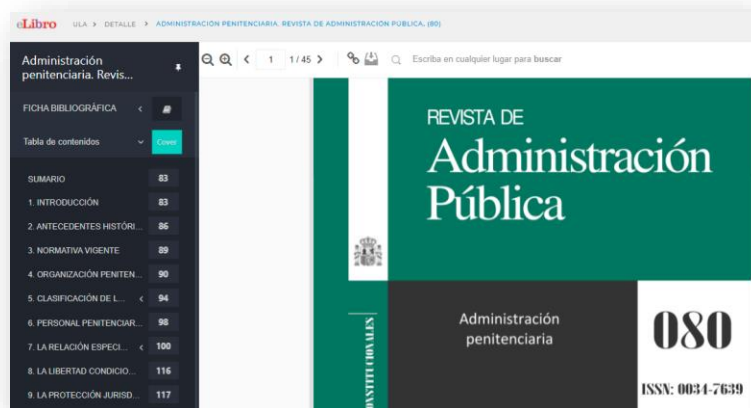 eLibro ULA > DETALLE > ADMINISTRACIÓN PENITENCIARIA. REVISTA DE ADMINISTRACIÓN PÚBLICA, (80)
Administración
penitenciaria. Revis...
1 1/45
Escriba en cualquier lugar para buscar
FICHA BIBLIOGRÁFICA
Tabla de contenidos Cover
SUMARIO 83
1. INTRODUCCIÓN 83
2. ANTECEDENTES HISTÓRI... 86
3. NORMATIVA VIGENTE 89
4. ORGANIZACIÓN PENITEN... 90
5. CLASIFICACIÓN DE L... 94
6. PERSONAL PENITENCIAR... 98
7. LA RELACIÓN ESPECI... 100
8. LA LIBERTAD CONDICIO... 116
9. LA PROTECCIÓN JURISD... 117
REVISTA DE
Administración
Pública
Administración
penitenciaria
080
ISSN: 0034-7639